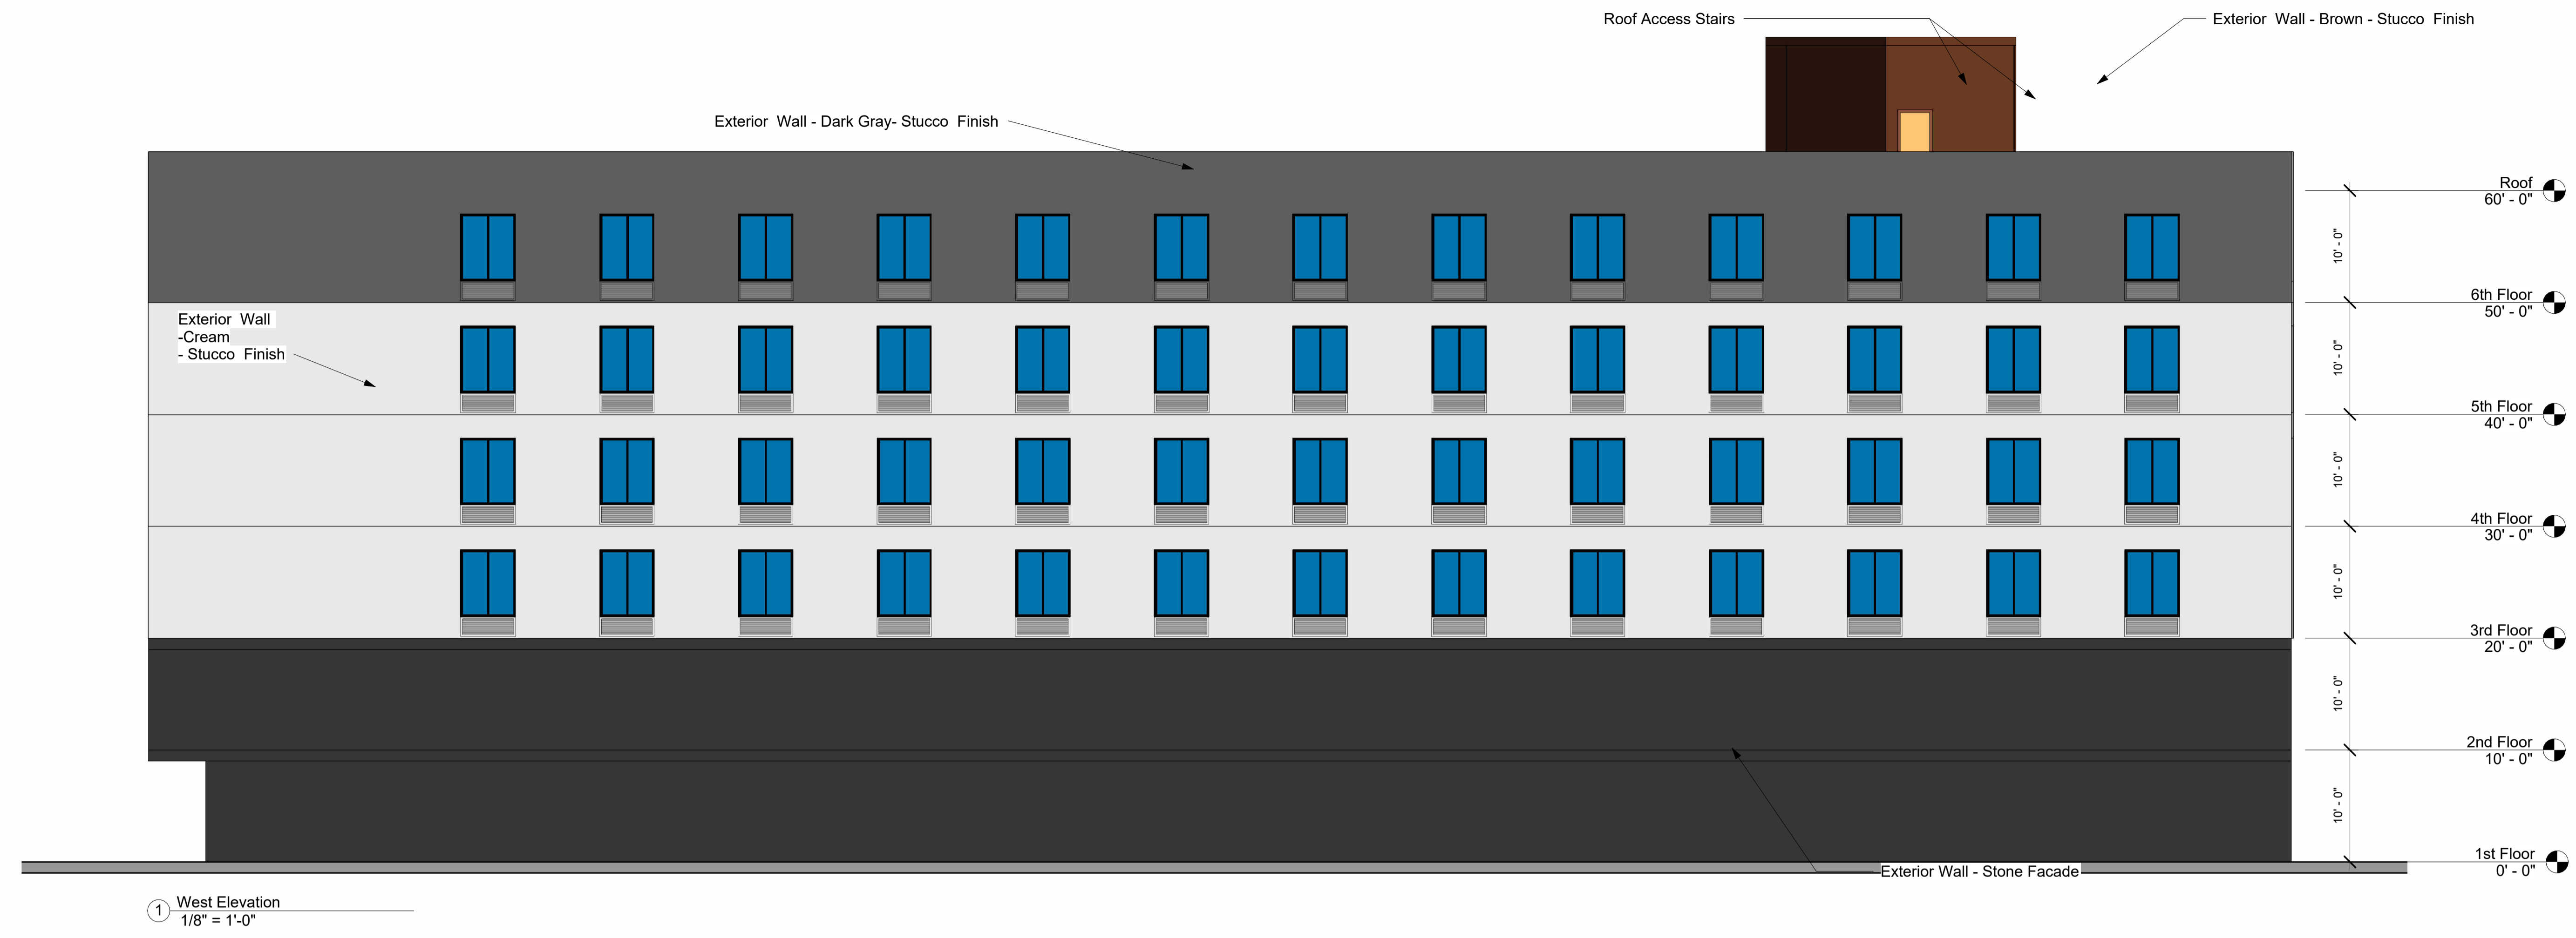 Roof Access Stairs
Exterior Wall - Brown - Stucco Finish
Exterior Wall - Dark Gray- Stucco Finish
Roof
60' - 0"
10' - 0"
6th Floor
50' - 0"
Exterior Wall
-Cream
- Stucco Finish
10' - 0"
5th Floor
40' - 0"
10' - 0"
4th Floor
30' - 0"
10' - 0"
3rd Floor
20' - 0"
10' - 0"
2nd Floor
10' - 0"
10' - 0"
1st Floor
0' - 0"
Exterior Wall - Stone Facade
1
West Elevation
1/8" = 1'-0"